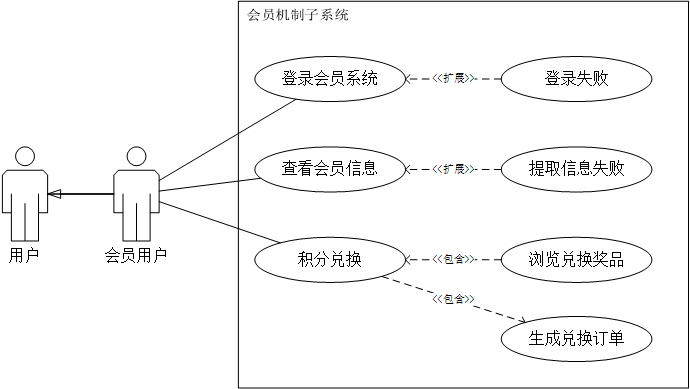 会员机制子系统
登录会员系统
<<扩展>>
登录失败
查看会员信息
<<扩展>>
提取信息失败
用户
会员用户
积分兑换
<<包含>>
浏览兑换奖品
<<包含>>
生成兑换订单